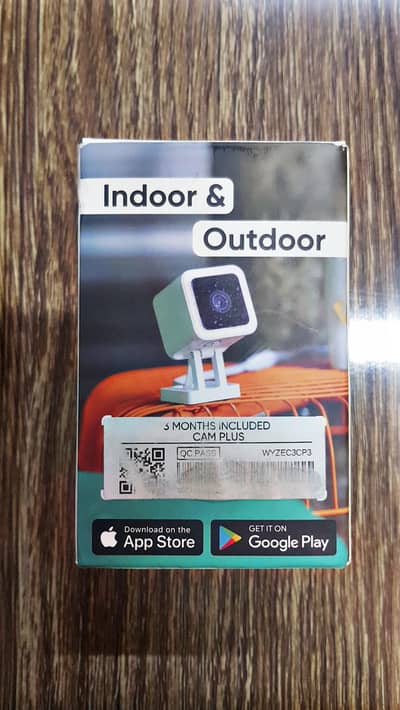 Indoor &
Outdoor
3 MONTHS INCLUDED
CAM PLUS
QC PASS WYZEC3CP3
Download on the
App Store
GET IT ON
Google Play